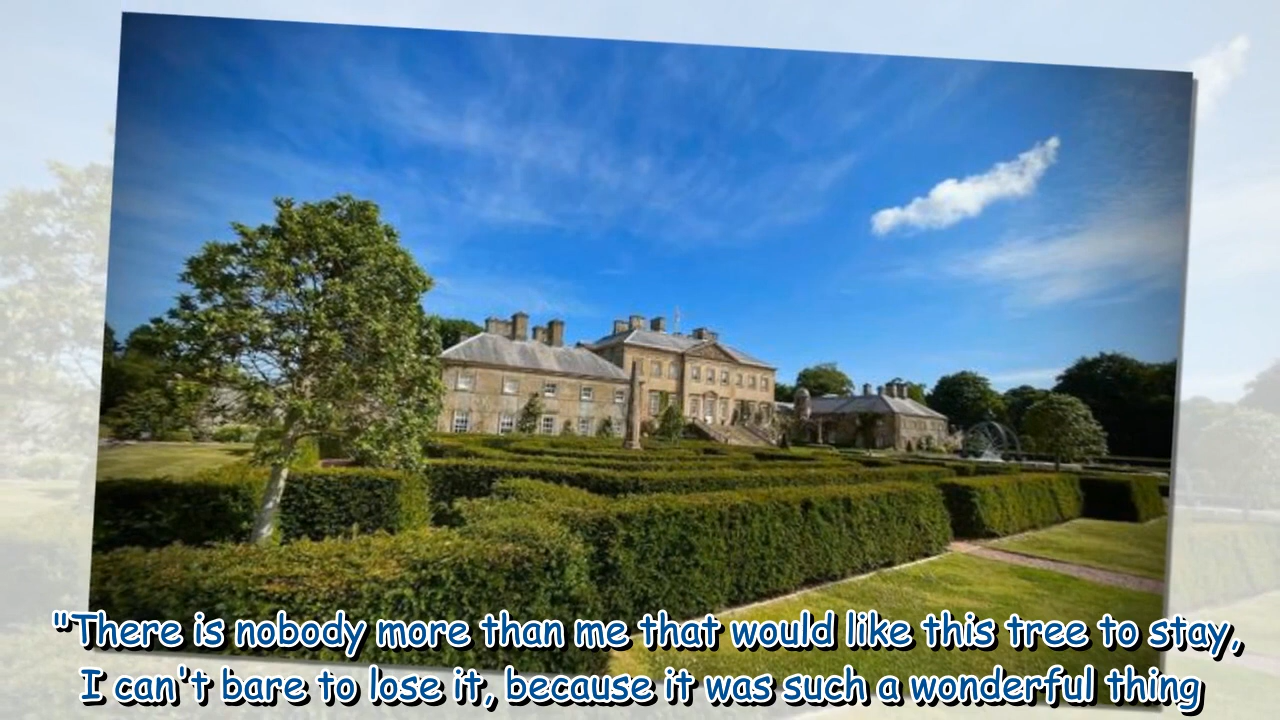 "There is nobody more than me that would like this tree to stay,
I can't bare to lose it, because it was such a wonderful thing